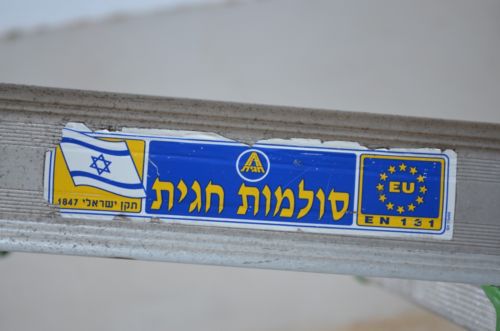 חגית
סולמות חגית
תקן ישראלי 1847
EU
EN 131